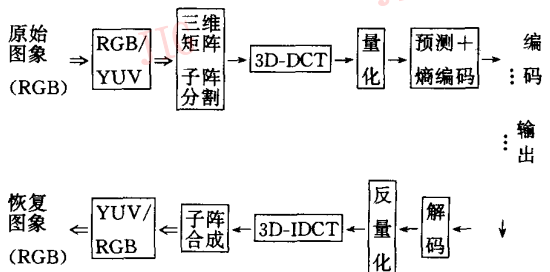 原始图象(RGB)
RGB/YUV
三维矩阵子阵分割
3D-DCT
量化
预测+熵编码
编码
输出
恢复图象(RGB)
YUV/RGB
子阵合成
3D-IDCT
反量化
解码